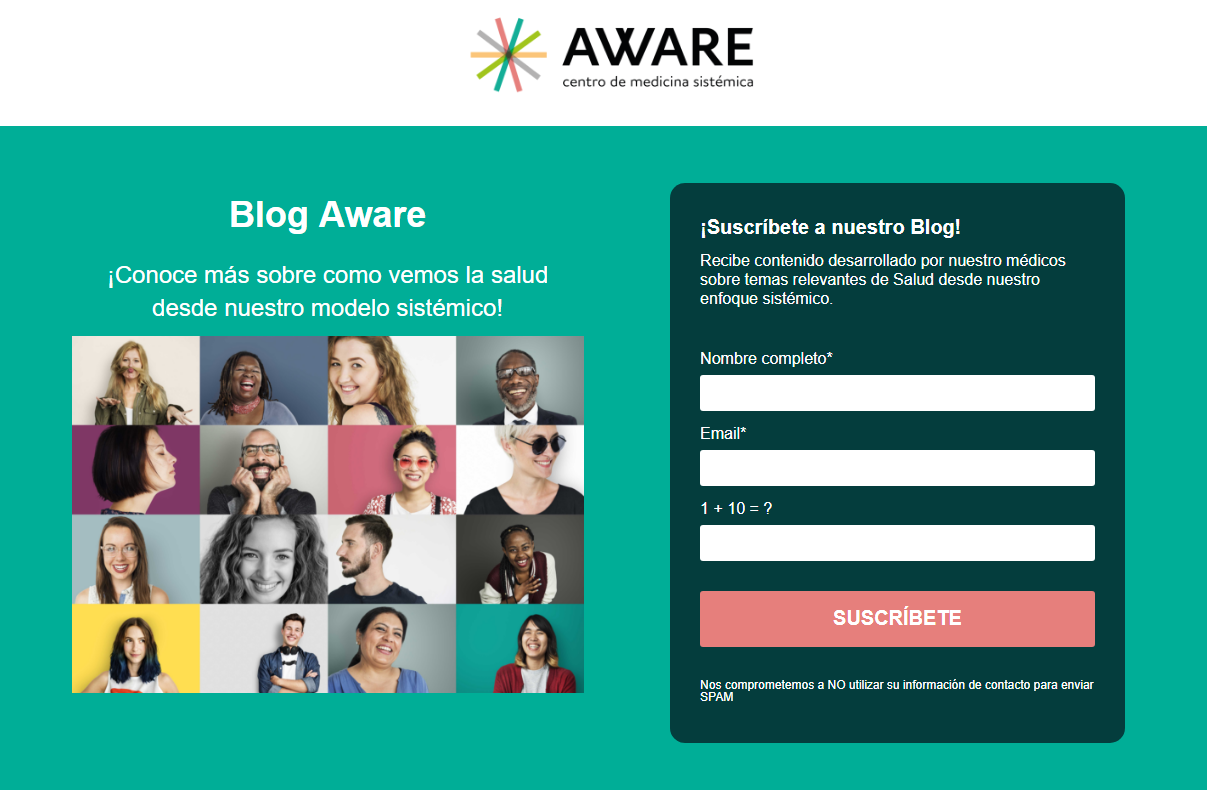 AWARE
centro de medicina sistémica
Blog Aware
¡Conoce más sobre como vemos la salud
desde nuestro modelo sistémico!
¡Suscríbete a nuestro Blog!
Recibe contenido desarrollado por nuestro médicos
sobre temas relevantes de Salud desde nuestro
enfoque sistémico.
Nombre completo*
Email*
1 + 10 = ?
SUSCRÍBETE
Nos comprometemos a NO utilizar su información de contacto para enviar
SPAM